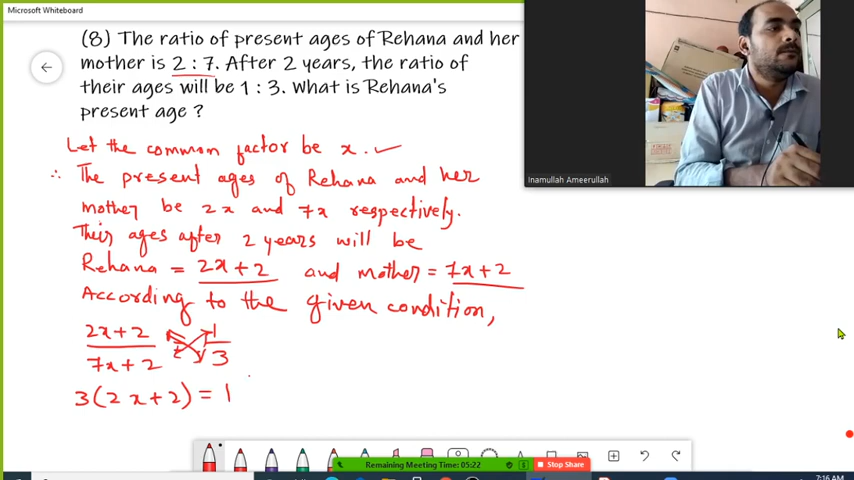 Microsoft Whiteboard
(8) The ratio of present ages of Rehana and her
mother is 2 : 7. After 2 years, the ratio of
their ages will be 1 : 3. What is Rehana's
present age ?
Let the common factor be x. ✓
∴ The present ages of Rehana and her
mother be 2x and 7x respectively.
Their ages after 2 years will be
Rehana = 2x+2 and mother = 7x+2
According to the given condition,
2x+2 1
7x+2 3
3(2x+2) = 1
Inamullah Ameerullah
Remaining Meeting Time: 05:22 Stop Share
7:16 AM